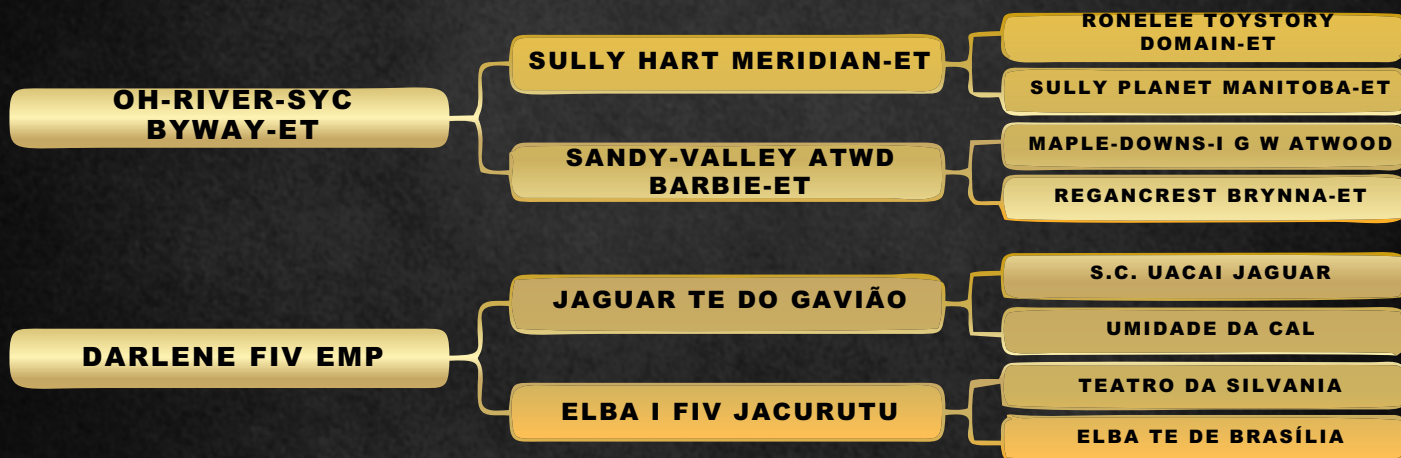 OH-RIVER-SYC
BYWAY-ET
SULLY HART MERIDIAN-ET
RONELEE TOYSTORY
DOMAIN-ET
SULLY PLANET MANITOBA-ET
SANDY-VALLEY ATWD
BARBIE-ET
MAPLE-DOWNS-I G W ATWOOD
REGANCREST BRYNNA-ET
DARLENE FIV EMP
JAGUAR TE DO GAVIÃO
S.C. UACAI JAGUAR
UMIDADE DA CAL
ELBA I FIV JACURUTU
TEATRO DA SILVANIA
ELBA TE DE BRASÍLIA